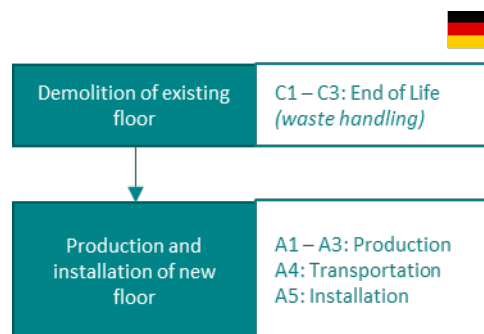 Demolition of existing
floor
C1 – C3: End of Life
(waste handling)
Production and
installation of new
floor
A1 – A3: Production
A4: Transportation
A5: Installation